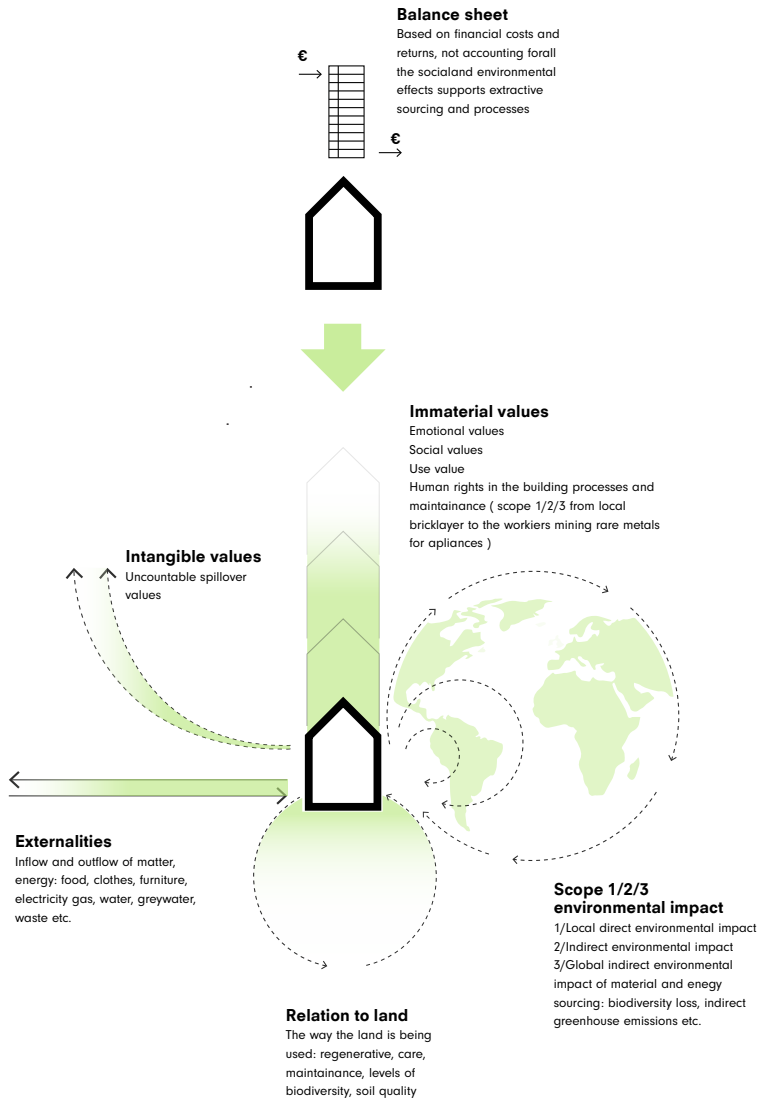 Balance sheet
Based on financial costs and
returns, not accounting forall
the socialand environmental
effects supports extractive
sourcing and processes
€
€
Immaterial values
Emotional values
Social values
Use value
Human rights in the building processes and
maintainance ( scope 1/2/3 from local
bricklayer to the workiers mining rare metals
for apliances )
Intangible values
Uncountable spillover
values
Externalities
Inflow and outflow of matter,
energy: food, clothes, furniture,
electricity gas, water, greywater,
waste etc.
Scope 1/2/3
environmental impact
1/Local direct environmental impact
2/Indirect environmental impact
3/Global indirect environmental
impact of material and enegy
sourcing: biodiversity loss, indirect
greenhouse emissions etc.
Relation to land
The way the land is being
used: regenerative, care,
maintainance, levels of
biodiversity, soil quality